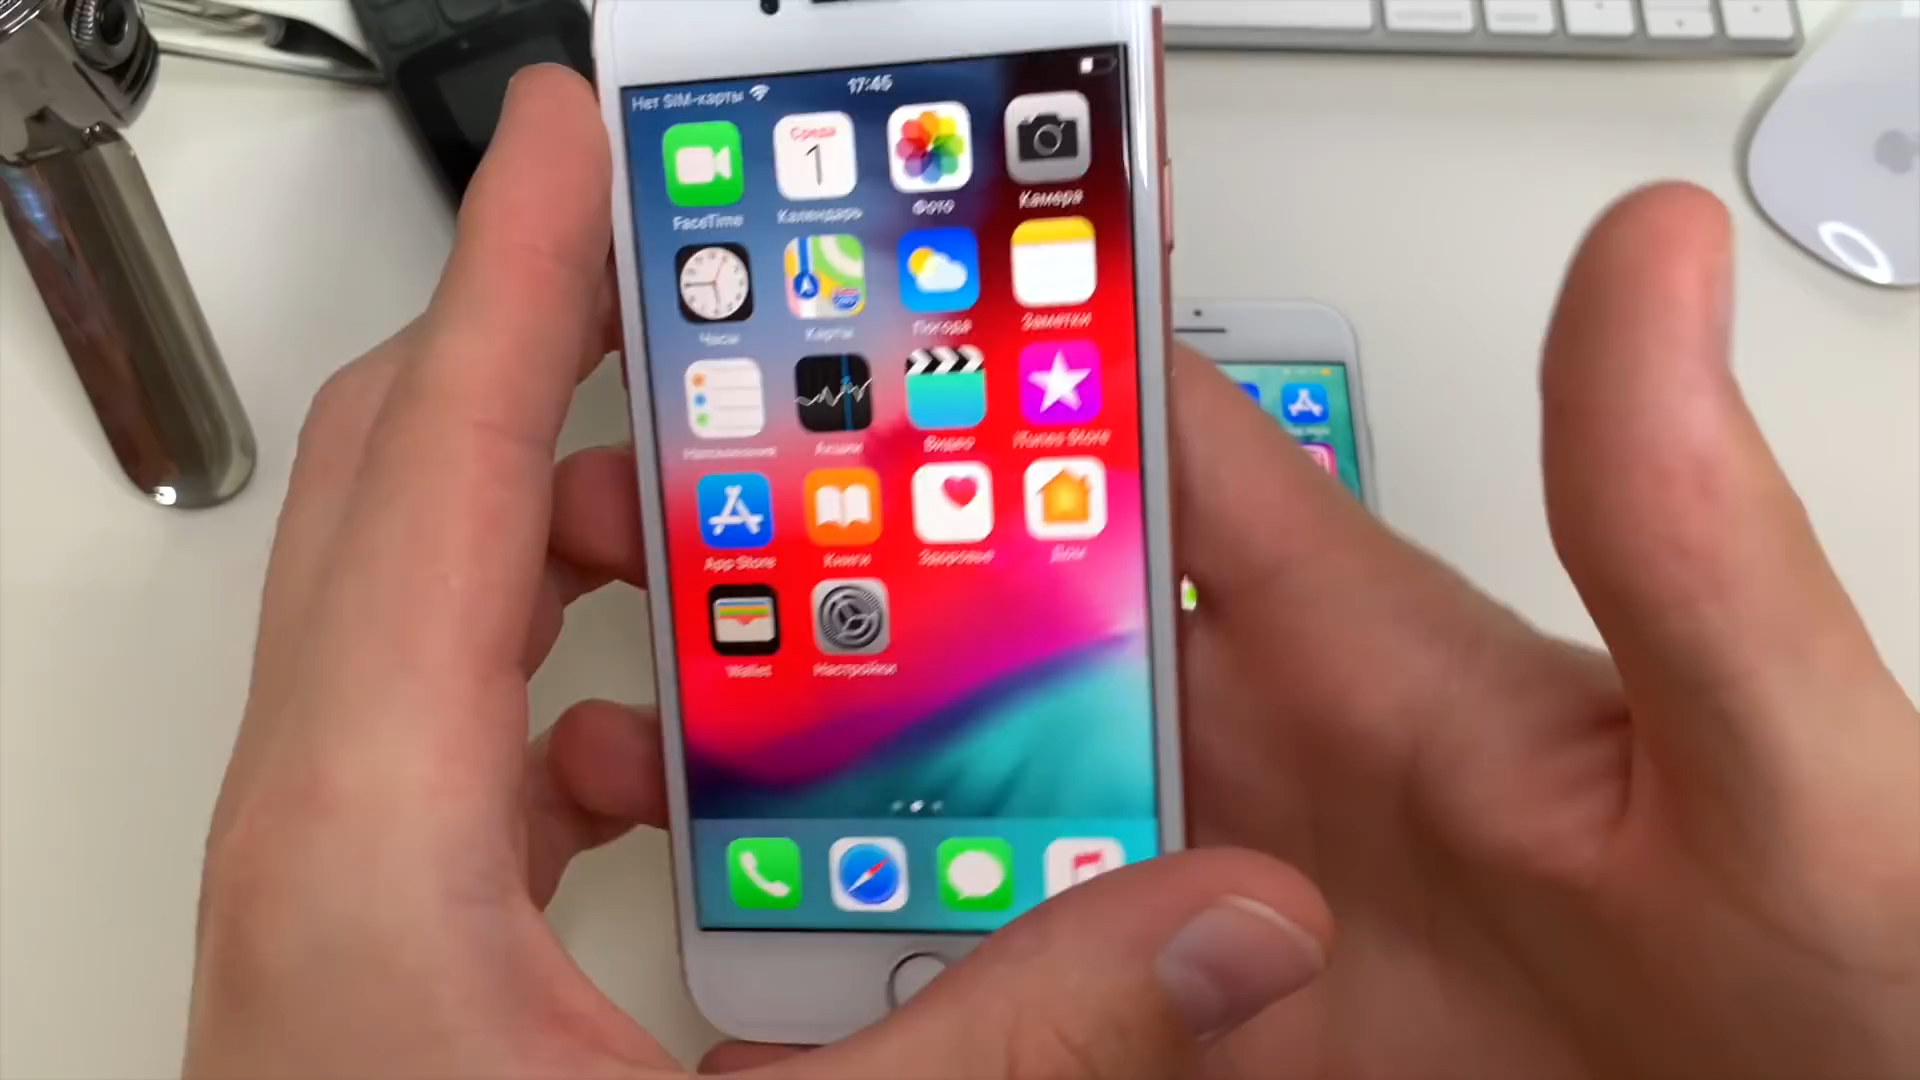 Нет SIM-карты 17:45
Среда
1
FaceTime Календарь Фото Камера
Часы Карты Погода Заметки
Напоминания Акции Видео iTunes Store
App Store Книги Здоровье Дом
Wallet Настройки